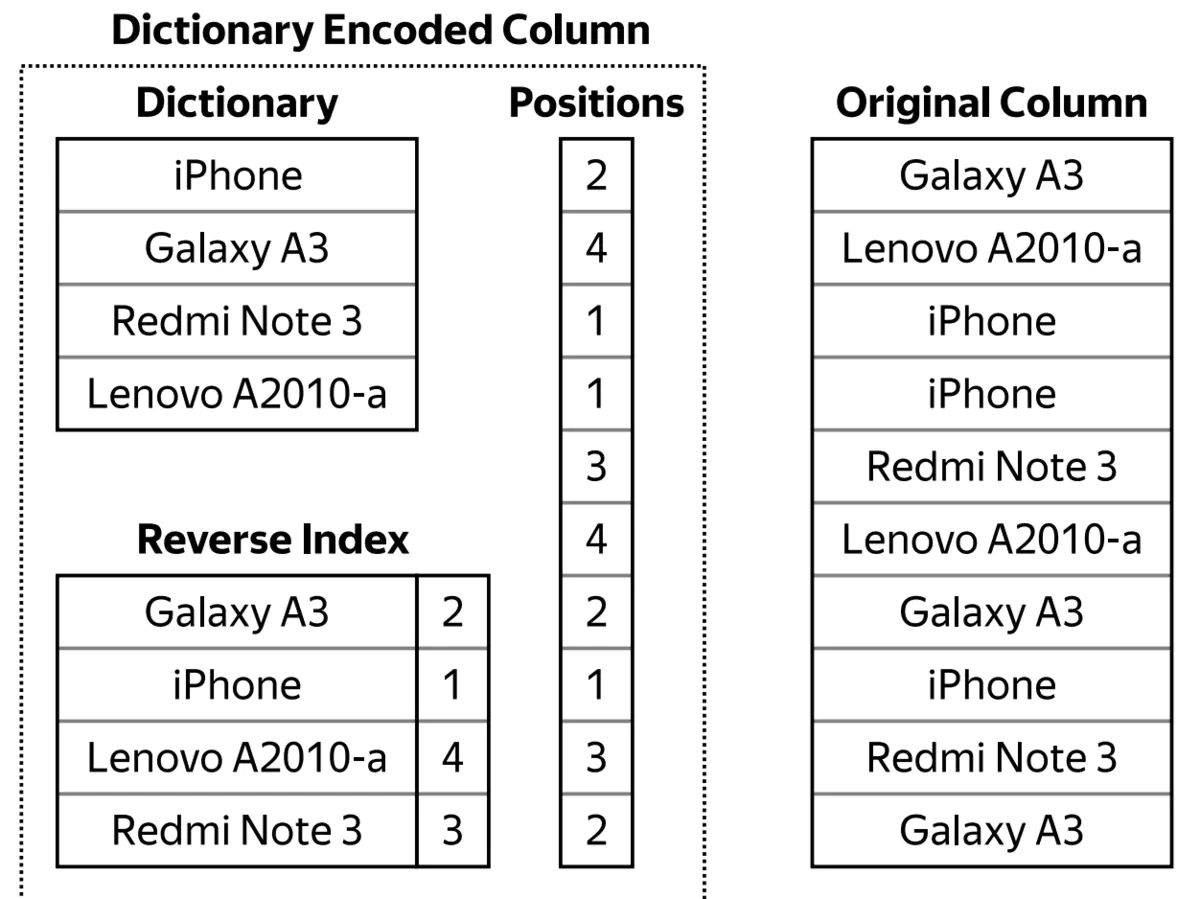 Dictionary Encoded Column
Dictionary
iPhone
Galaxy A3
Redmi Note 3
Lenovo A2010-a
Reverse Index
Galaxy A3 2
iPhone 1
Lenovo A2010-a 4
Redmi Note 3 3
Positions
2
4
1
1
3
4
2
1
3
2
Original Column
Galaxy A3
Lenovo A2010-a
iPhone
iPhone
Redmi Note 3
Lenovo A2010-a
Galaxy A3
iPhone
Redmi Note 3
Galaxy A3